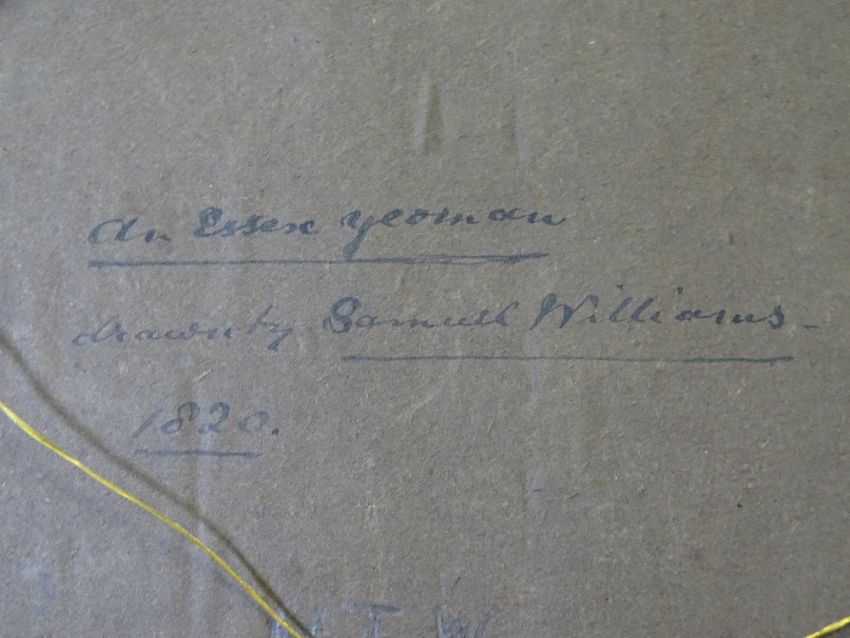 An Essex yeoman
drawn by Samuel Williams -
1820.